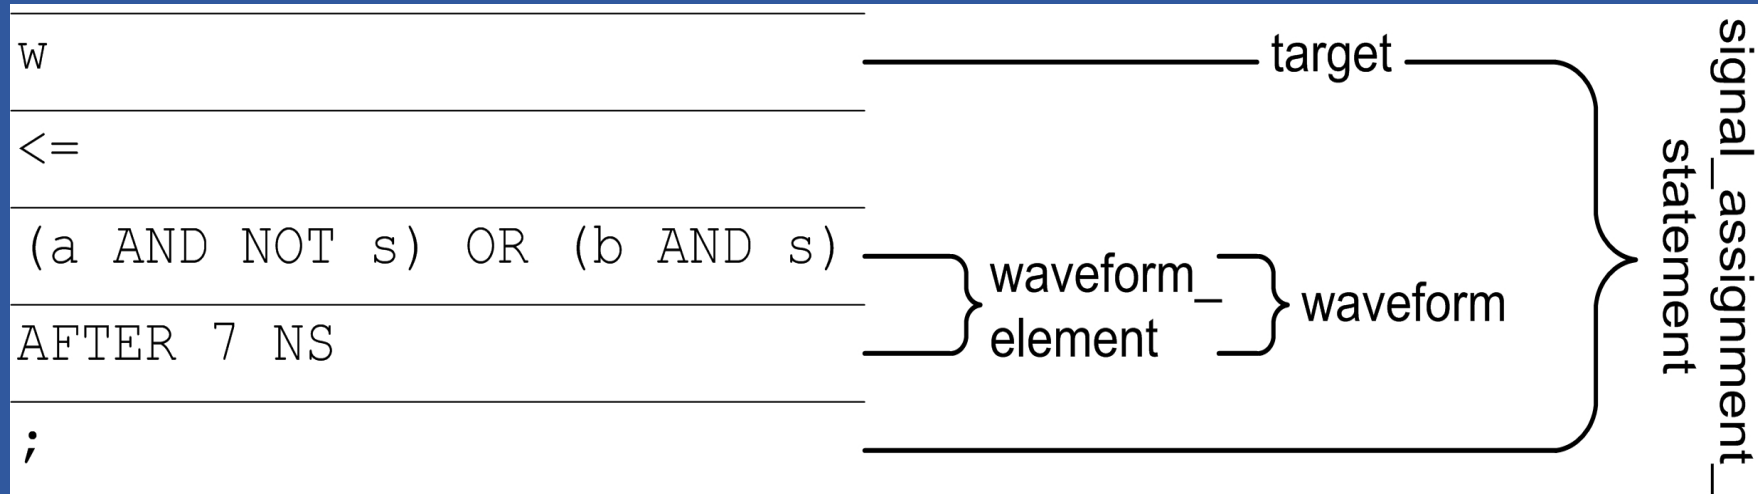 w
target
<=
(a AND NOT s) OR (b AND s)
waveform_
element
waveform
AFTER 7 NS
;
signal_assignment_
statement